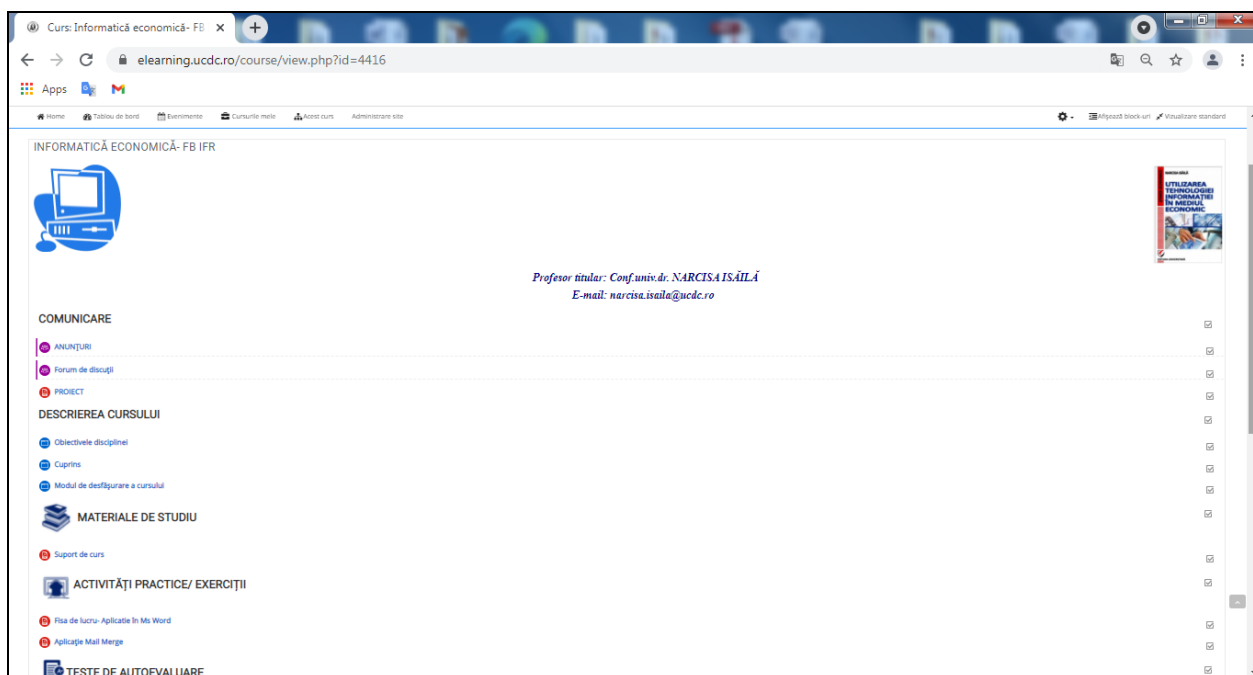 Curs: Informatică economică- FB
elearning.ucdc.ro/course/view.php?id=4416
Apps
Home Tablou de bord Evenimente Cursurile mele Acest curs Administrare site Afișează block-uri Vizualizare standard
INFORMATICĂ ECONOMICĂ- FB IFR
NARCISA ISĂILĂ
UTILIZAREA
TEHNOLOGIEI
INFORMAȚIEI
ÎN MEDIUL
ECONOMIC
Profesor titular: Conf.univ.dr. NARCISA ISĂILĂ
E-mail: narcisa.isaila@ucdc.ro
COMUNICARE
ANUNȚURI
Forum de discuții
PROIECT
DESCRIEREA CURSULUI
Obiectivele disciplinei
Cuprins
Modul de desfășurare a cursului
MATERIALE DE STUDIU
Suport de curs
ACTIVITĂȚI PRACTICE/ EXERCIȚII
Fisa de lucru- Aplicatie în Ms Word
Aplicație Mail Merge
TESTE DE AUTOEVALUARE